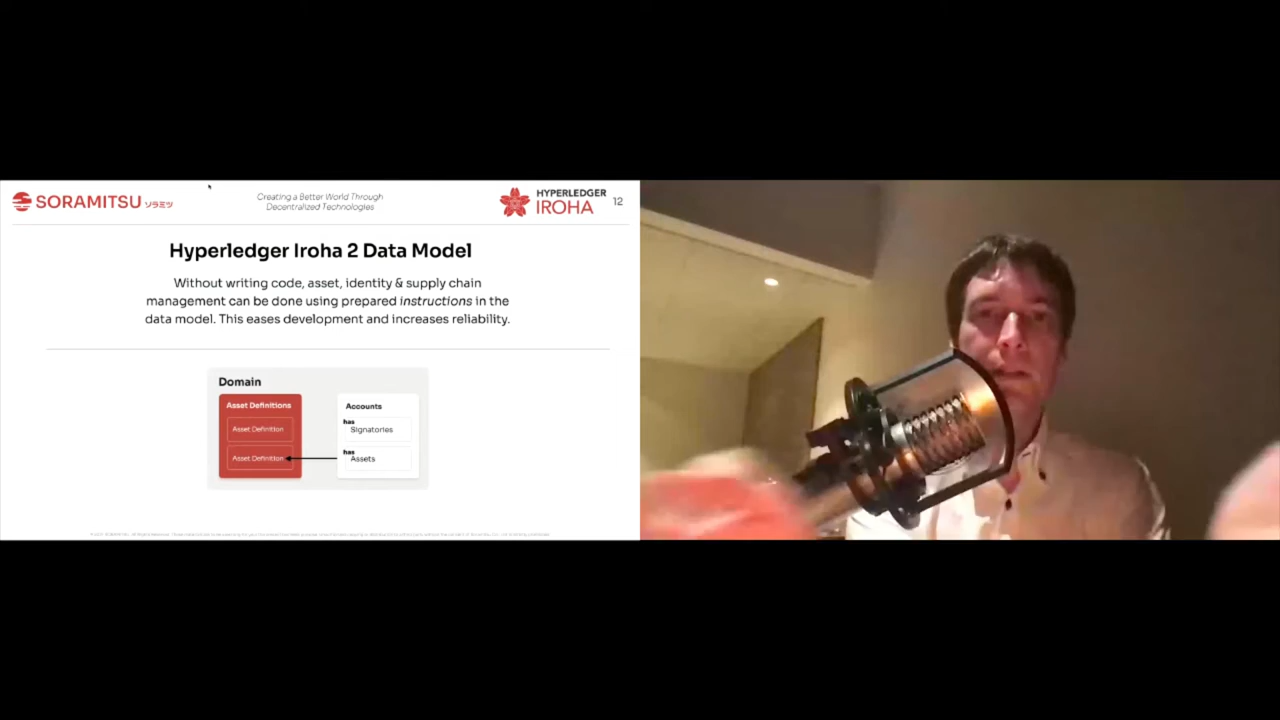 SORAMITSU ソラミツ
Creating a Better World Through
Decentralized Technologies
HYPERLEDGER
IROHA
12
Hyperledger Iroha 2 Data Model
Without writing code, asset, identity & supply chain
management can be done using prepared instructions in the
data model. This eases development and increases reliability.
Domain
Asset Definitions
Asset Definition
Asset Definition
Accounts
has
Signatories
has
Assets